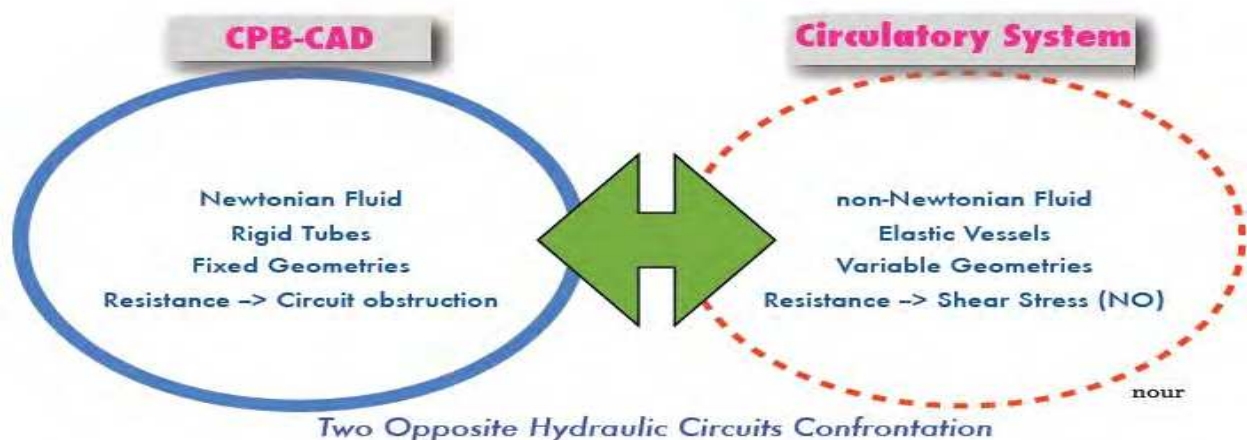 CPB-CAD
Newtonian Fluid
Rigid Tubes
Fixed Geometries
Resistance –> Circuit obstruction
Circulatory System
non-Newtonian Fluid
Elastic Vessels
Variable Geometries
Resistance –> Shear Stress (NO)
nour
Two Opposite Hydraulic Circuits Confrontation